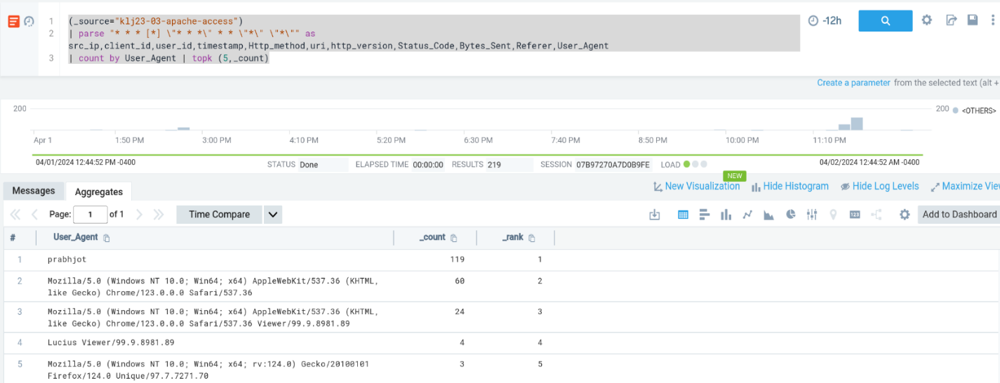 1 (_source="klj23-03-apache-access")
-12h
2 | parse "* * * [*] \"* * *\" * * \"*\" \"*\"" as
src_ip,client_id,user_id,timestamp,Http_method,uri,http_version,Status_Code,Bytes_Sent,Referer,User_Agent
3 | count by User_Agent | topk (5,_count)
Create a parameter from the selected text (alt +
200
200 <OTHERS>
Apr 1 1:50 PM 3:00 PM 4:10 PM 5:20 PM 6:30 PM 7:40 PM 8:50 PM 10:00 PM 11:10 PM
04/01/2024 12:44:52 PM -0400 STATUS Done ELAPSED TIME 00:00:00 RESULTS 219 SESSION 07B97270A7D0B9FE LOAD 04/02/2024 12:44:52 AM -0400
NEW
Messages Aggregates New Visualization Hide Histogram Hide Log Levels Maximize Vie
Page: 1 of 1 Time Compare 123 Add to Dashboard
# User_Agent _count _rank
1 prabhjot 119 1
2 Mozilla/5.0 (Windows NT 10.0; Win64; x64) AppleWebKit/537.36 (KHTML, 60 2
like Gecko) Chrome/123.0.0.0 Safari/537.36
3 Mozilla/5.0 (Windows NT 10.0; Win64; x64) AppleWebKit/537.36 (KHTML, 24 3
like Gecko) Chrome/123.0.0.0 Safari/537.36 Viewer/99.9.8981.89
4 Lucius Viewer/99.9.8981.89 4 4
5 Mozilla/5.0 (Windows NT 10.0; Win64; x64; rv:124.0) Gecko/20100101 3 5
Firefox/124.0 Unique/97.7.7271.70